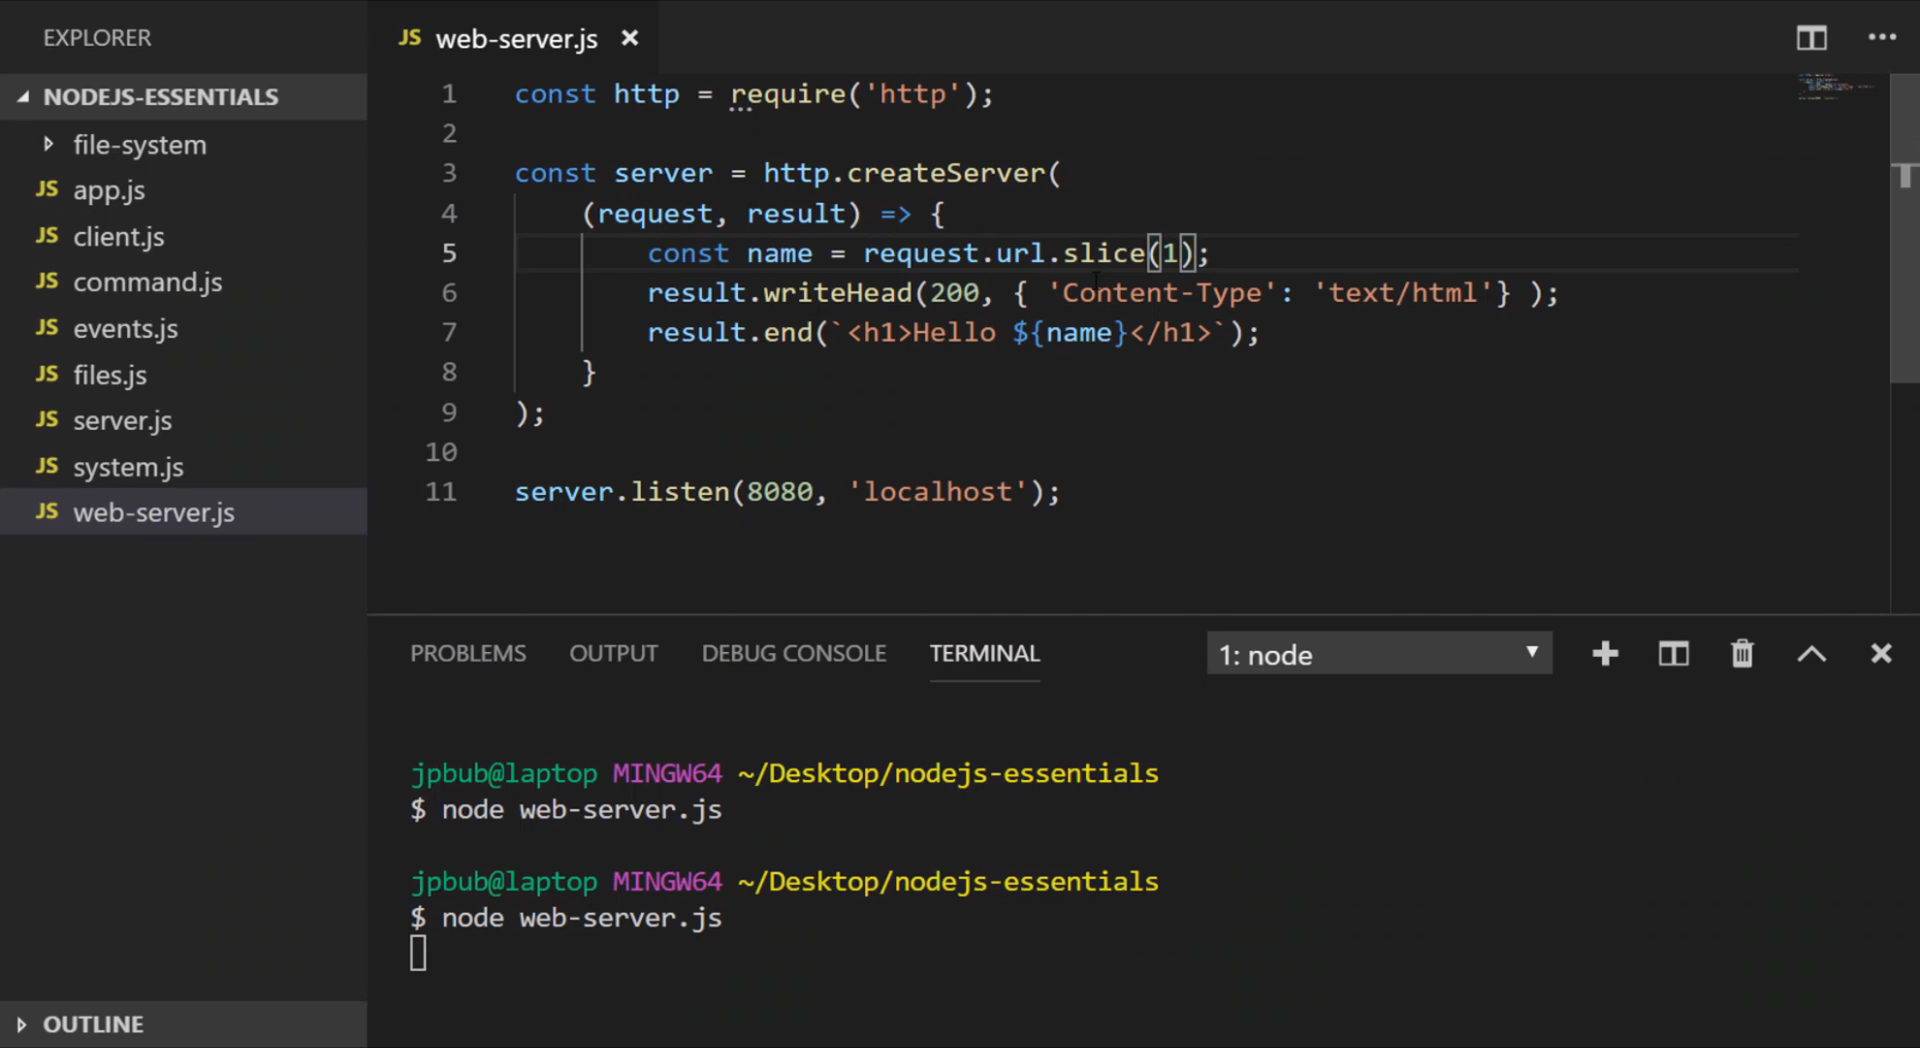 EXPLORER
NODEJS-ESSENTIALS
file-system
JS app.js
JS client.js
JS command.js
JS events.js
JS files.js
JS server.js
JS system.js
JS web-server.js
OUTLINE
JS web-server.js
1 const http = require('http');
2
3 const server = http.createServer(
4 (request, result) => {
5 const name = request.url.slice(1);
6 result.writeHead(200, { 'Content-Type': 'text/html'} );
7 result.end(`<h1>Hello ${name}</h1>`);
8 }
9 );
10
11 server.listen(8080, 'localhost');
PROBLEMS OUTPUT DEBUG CONSOLE TERMINAL 1: node
jpbub@laptop MINGW64 ~/Desktop/nodejs-essentials
$ node web-server.js
jpbub@laptop MINGW64 ~/Desktop/nodejs-essentials
$ node web-server.js